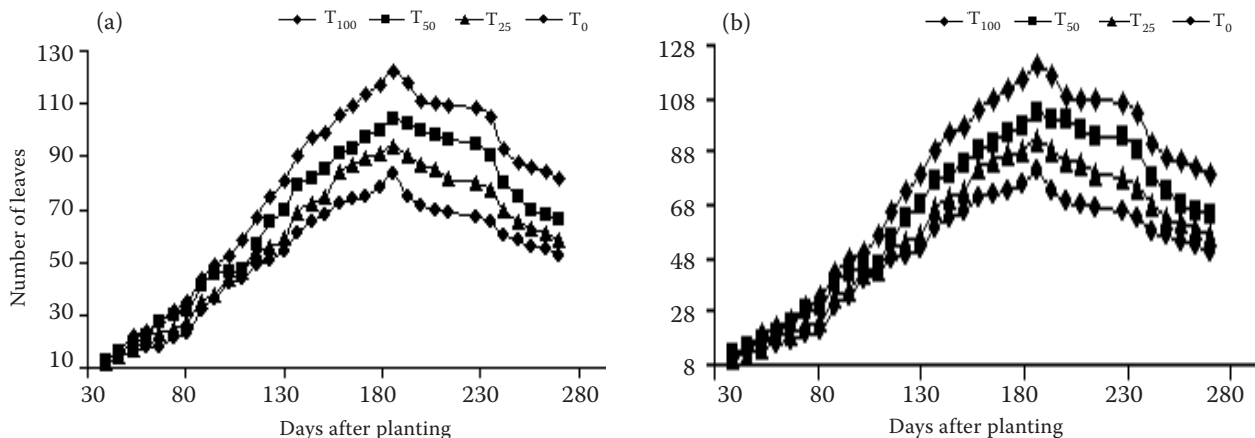 (a)
T100 T50 T25 T0
130
110
90
70
50
30
10
Number of leaves
30 80 130 180 230 280
Days after planting
(b)
T100 T50 T25 T0
128
108
88
68
48
28
8
30 80 130 180 230 280
Days after planting